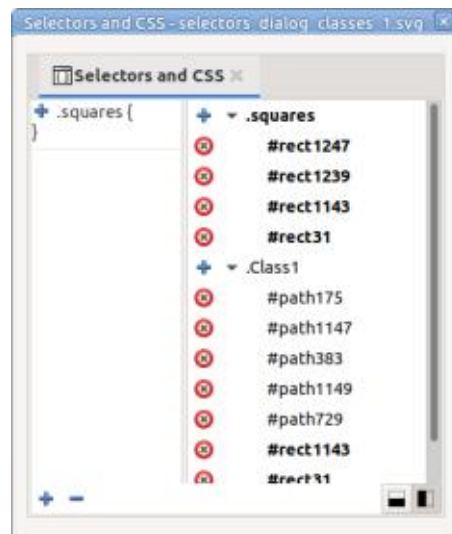 Selectors and CSS - selectors_dialog_classes_1.svg
Selectors and CSS
.squares {
}
.squares
#rect1247
#rect1239
#rect1143
#rect31
.Class1
#path175
#path1147
#path383
#path1149
#path729
#rect1143
#rect31